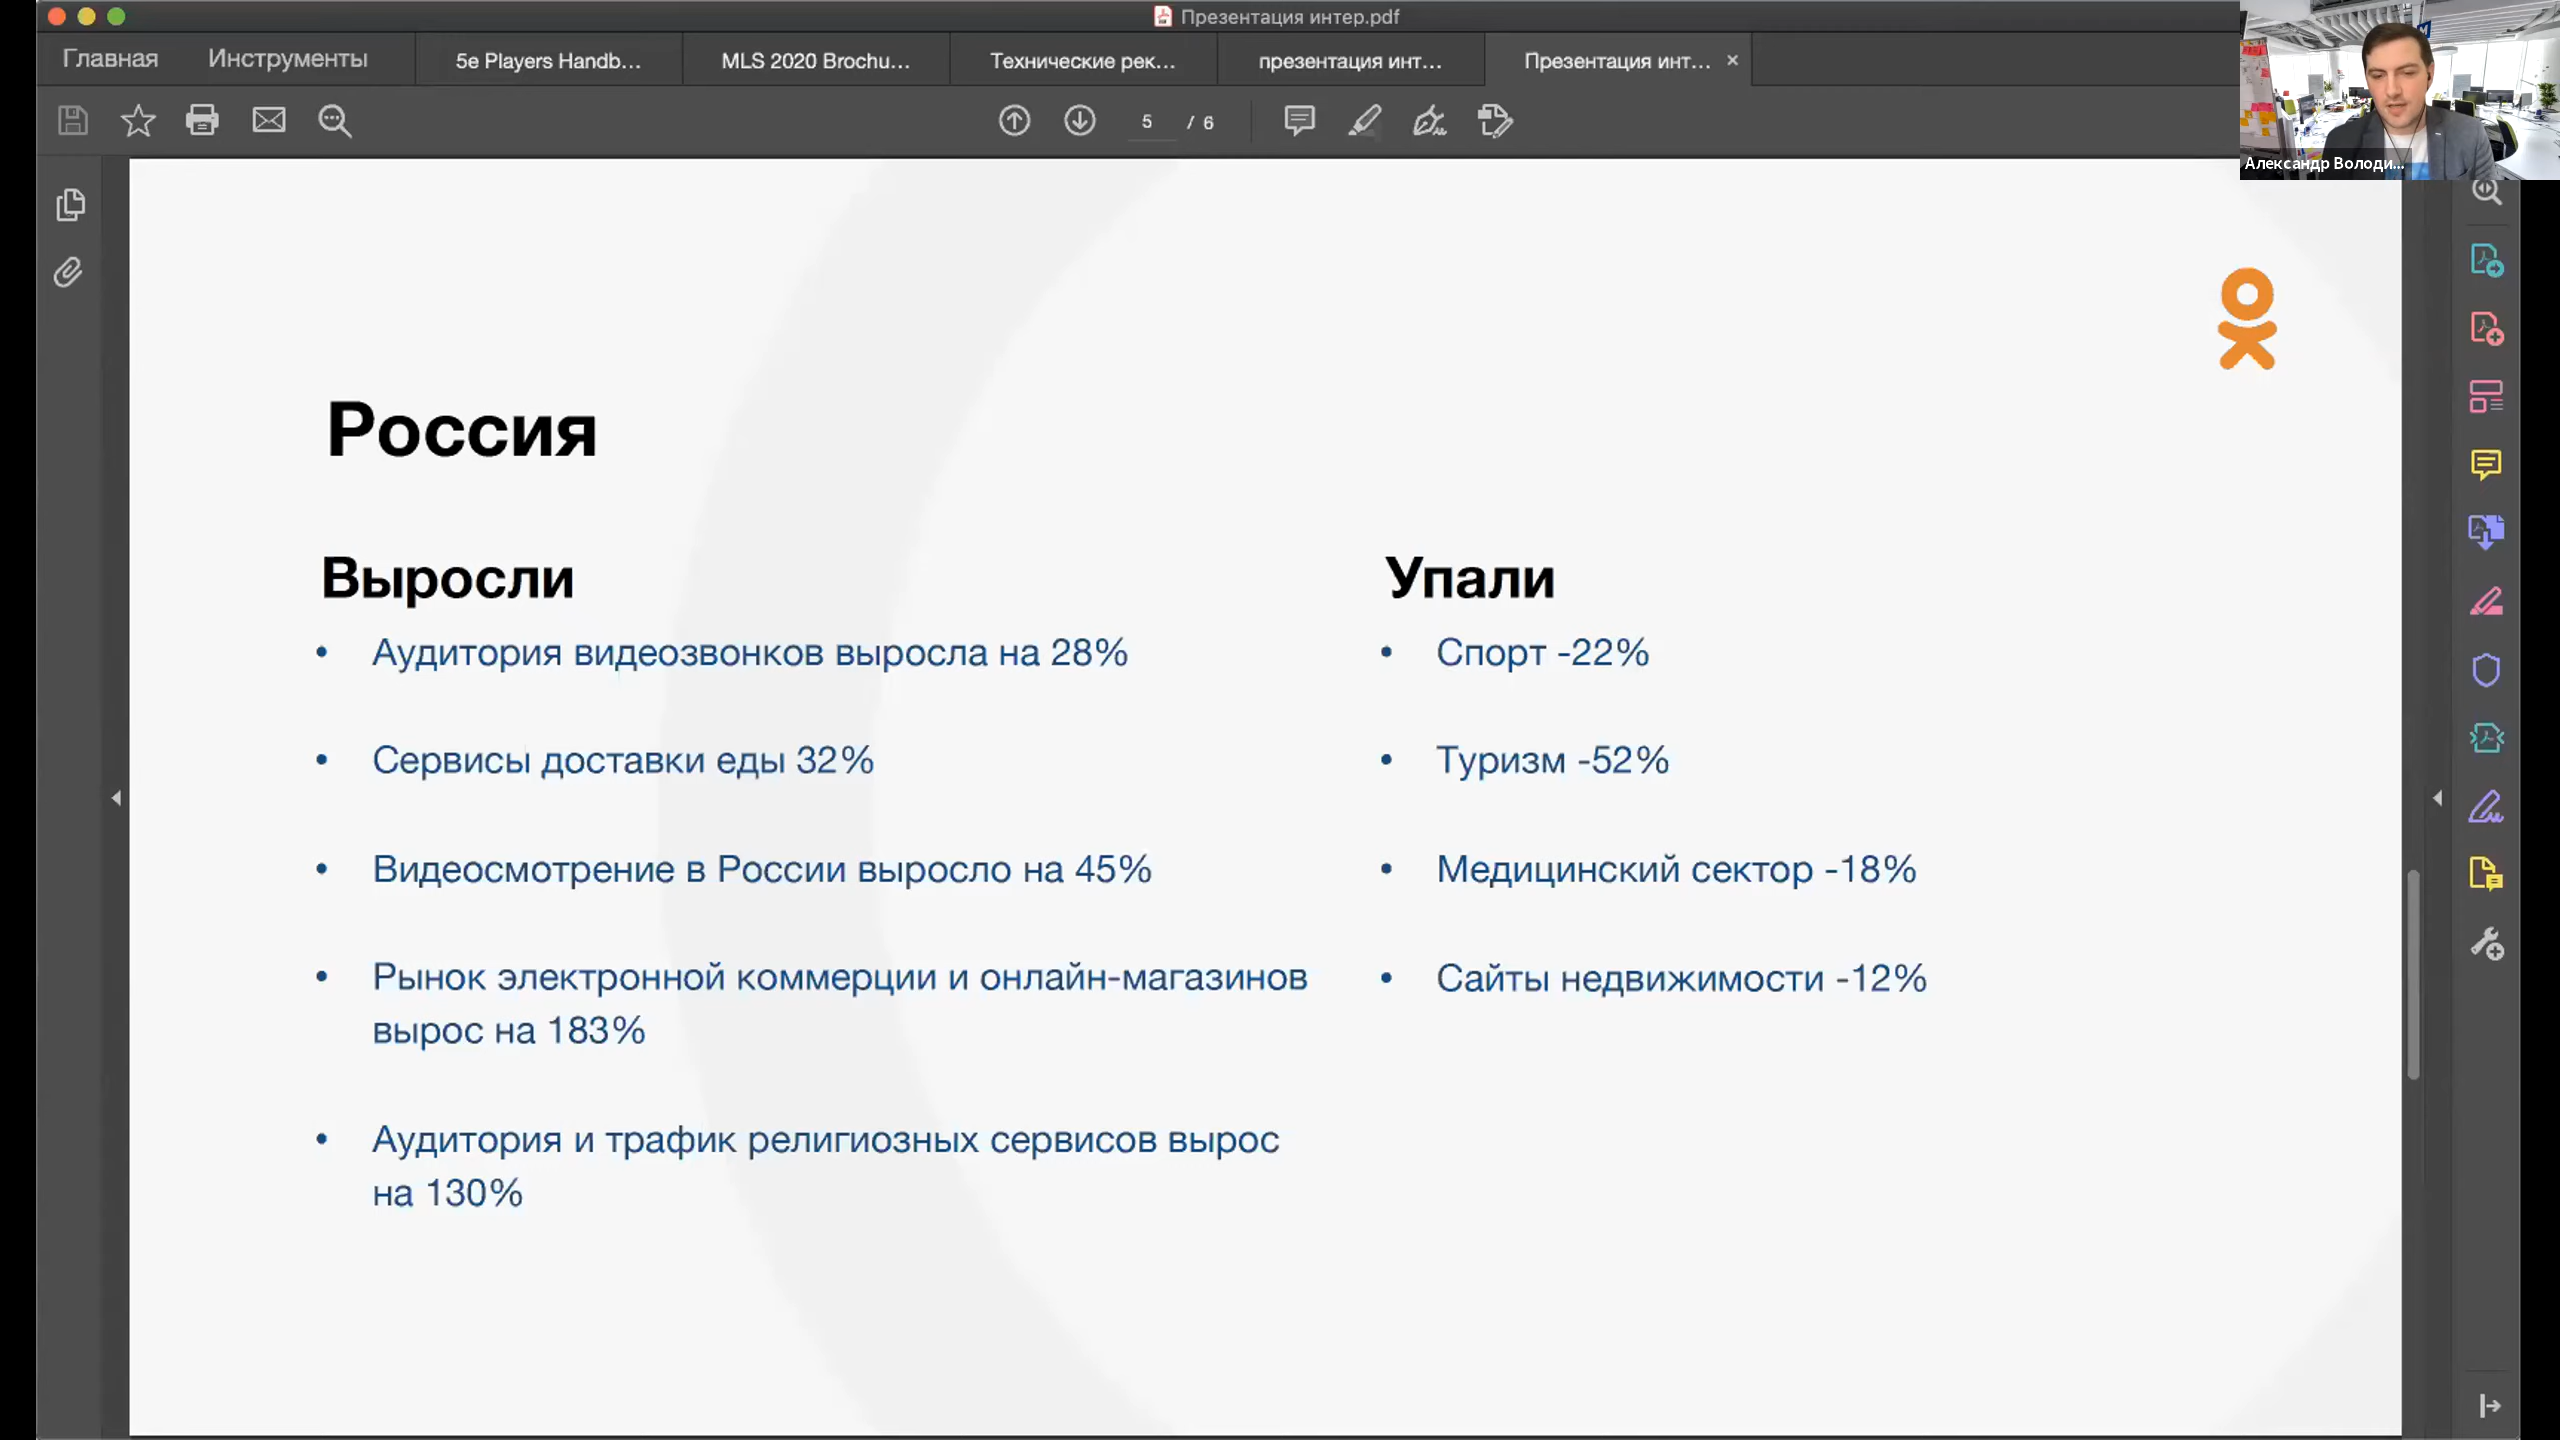 Презентация интер.pdf
Главная Инструменты 5e Players Handb... MLS 2020 Brochu... Технические рек... презентация инт... Презентация инт...
5 / 6
Александр Володи...
Россия
Выросли
• Аудитория видеозвонков выросла на 28%
• Сервисы доставки еды 32%
• Видеосмотрение в России выросло на 45%
• Рынок электронной коммерции и онлайн-магазинов
вырос на 183%
• Аудитория и трафик религиозных сервисов вырос
на 130%
Упали
• Спорт -22%
• Туризм -52%
• Медицинский сектор -18%
• Сайты недвижимости -12%